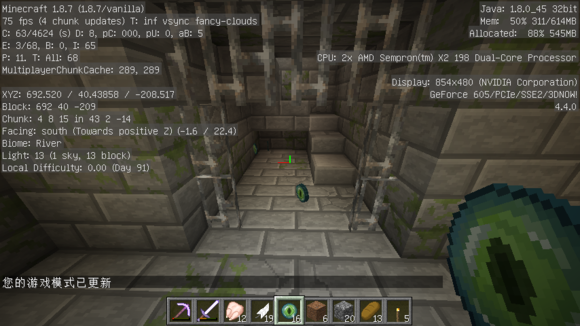 Minecraft 1.8.7 (1.8.7/vanilla)
75 fps (4 chunk updates) T: inf vsync fancy-clouds
C: 63/4624 (s) D: 8, pC: 000, pU: 0, aB: 5
E: 3/68, B: 0, I: 65
P: 11. T: All: 68
MultiplayerChunkCache: 289, 289
XYZ: 692.520 / 40.43858 / -208.517
Block: 692 40 -209
Chunk: 4 8 15 in 43 2 -14
Facing: south (Towards positive Z) (-1.6 / 22.4)
Biome: River
Light: 13 (1 sky, 13 block)
Local Difficulty: 0.00 (Day 91)
Java: 1.8.0_45 32bit
Mem: 50% 311/614MB
Allocated: 88% 545MB
CPU: 2x AMD Sempron(tm) X2 198 Dual-Core Processor
Display: 854x480 (NVIDIA Corporation)
GeForce 605/PCIe/SSE2/3DNOW!
4.4.0
您的游戏模式已更新
12 19 16 6 20 13 5